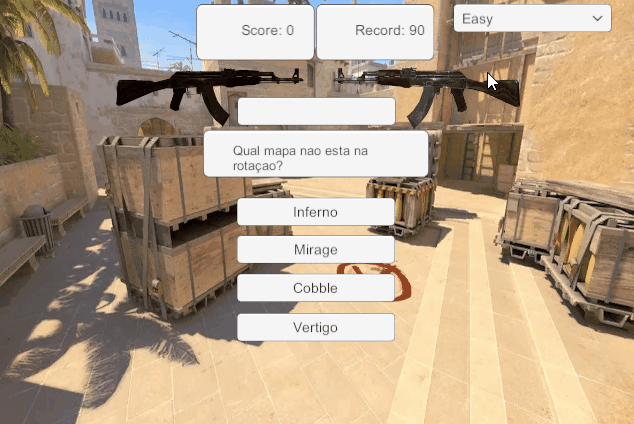 Score: 0
Record: 90
Easy
Qual mapa nao esta na
rotaçao?
Inferno
Mirage
Cobble
Vertigo